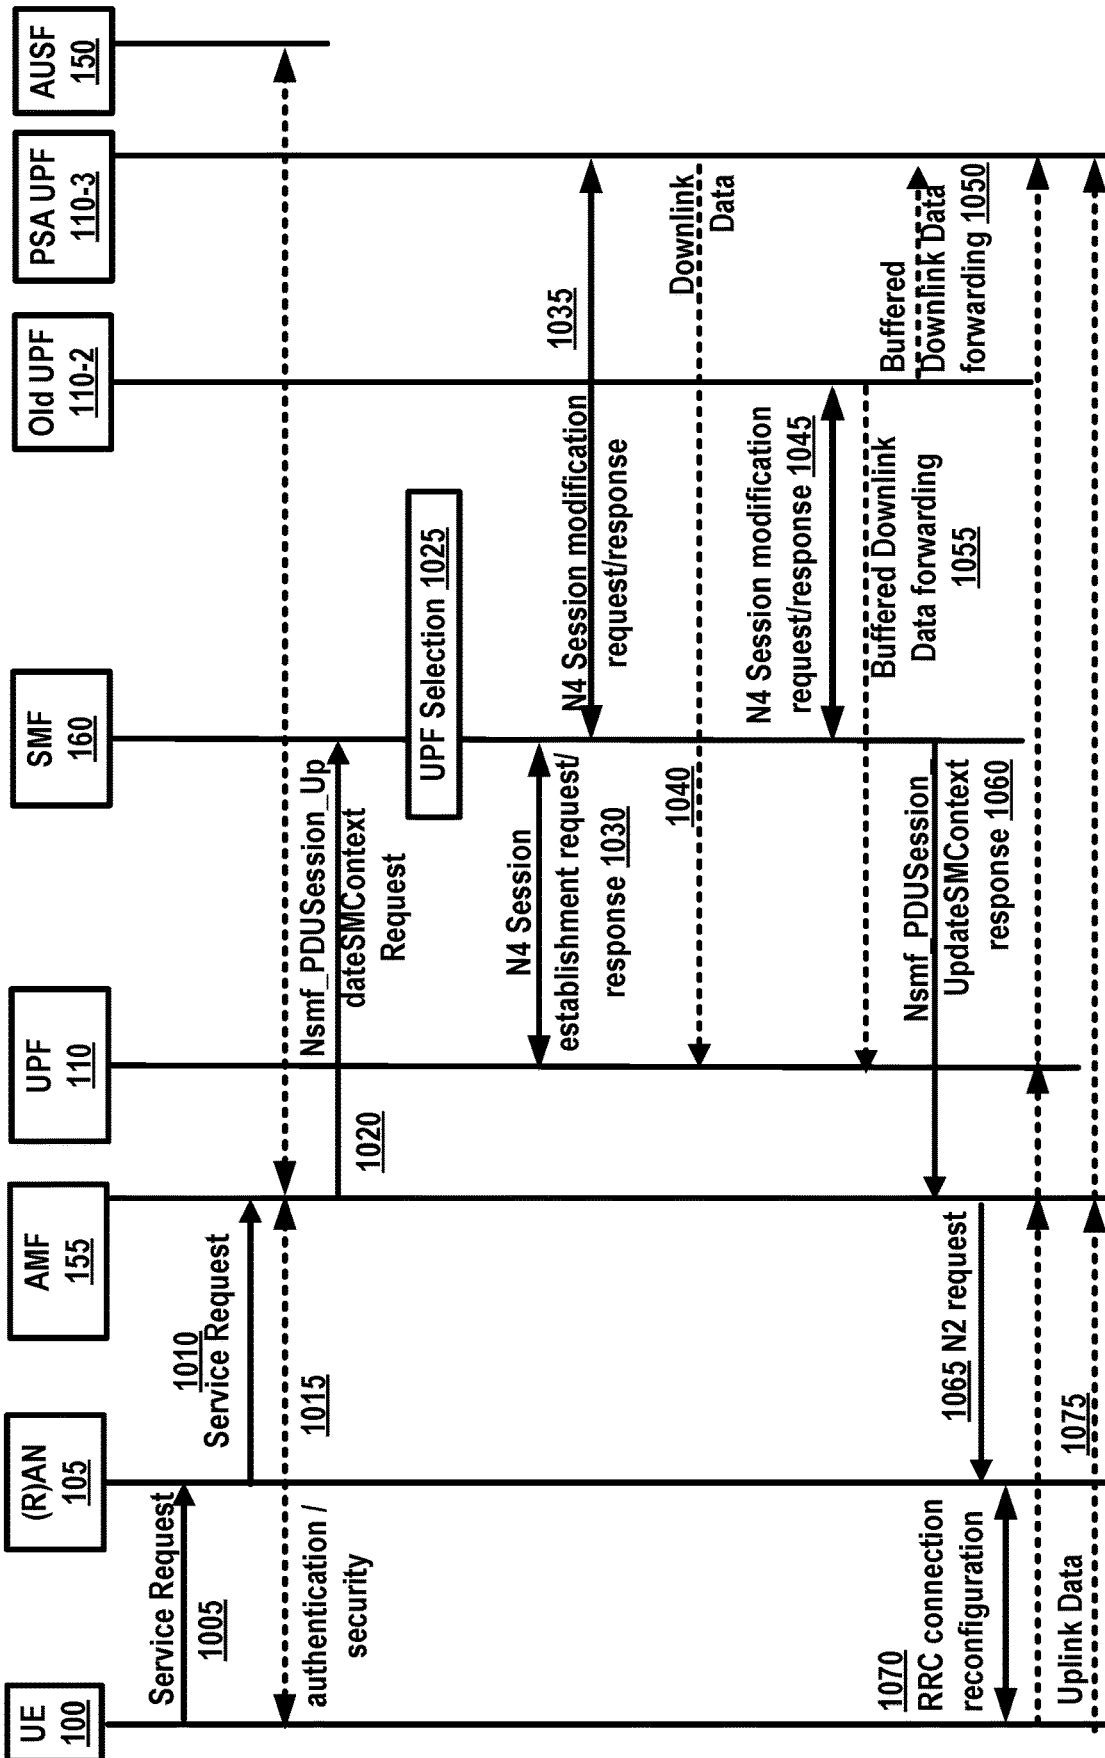 UE
100
(R)AN
105
AMF
155
UPF
110
SMF
160
Old UPF
110-2
PSA UPF
110-3
AUSF
150
Service Request
1005
1010
Service Request
authentication /
security
1015
Nsmf_PDUSession_Up
dateSMContext
Request
1020
UPF Selection 1025
N4 Session
establishment request/
response 1030
N4 Session modification
request/response
1035
1040
Downlink
Data
N4 Session modification
request/response 1045
Buffered
Downlink Data
forwarding 1050
Buffered Downlink
Data forwarding
1055
Nsmf_PDUSession_
UpdateSMContext
response 1060
1065 N2 request
1070
RRC connection
reconfiguration
Uplink Data
1075